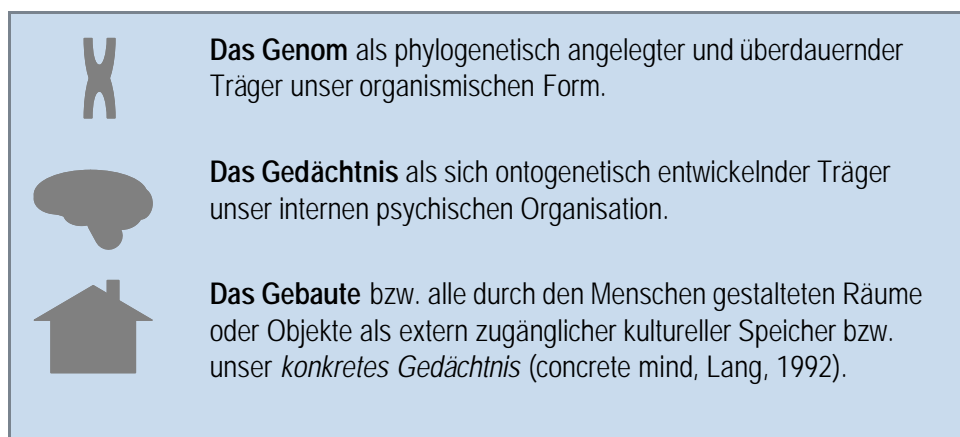 Das Genom als phylogenetisch angelegter und überdauernder
Träger unser organismischen Form.
Das Gedächtnis als sich ontogenetisch entwickelnder Träger
unser internen psychischen Organisation.
Das Gebaute bzw. alle durch den Menschen gestalteten Räume
oder Objekte als extern zugänglicher kultureller Speicher bzw.
unser konkretes Gedächtnis (concrete mind, Lang, 1992).